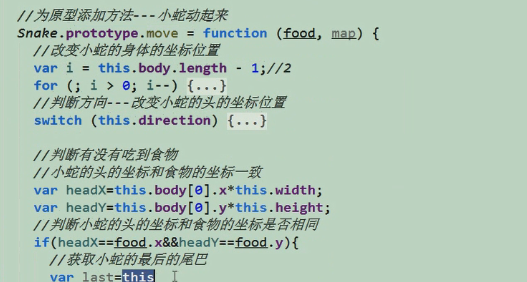 //为原型添加方法---小蛇动起来
Snake.prototype.move = function (food, map) {
//改变小蛇的身体的坐标位置
var i = this.body.length - 1;//2
for (; i > 0; i--) {...}
//判断方向---改变小蛇的头的坐标位置
switch (this.direction) {...}
//判断有没有吃到食物
//小蛇的头的坐标和食物的坐标一致
var headX=this.body[0].x*this.width;
var headY=this.body[0].y*this.height;
//判断小蛇的头的坐标和食物的坐标是否相同
if(headX==food.x&&headY==food.y){
//获取小蛇的最后的尾巴
var last=this